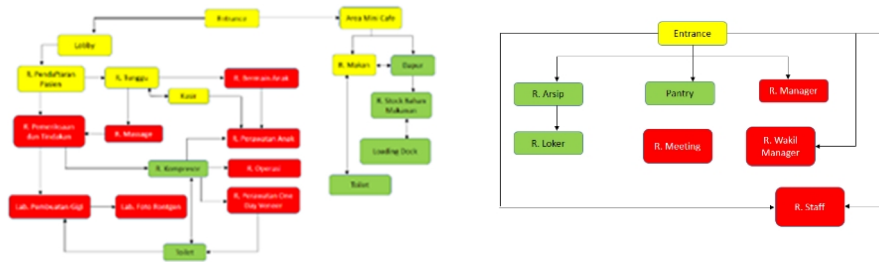 Entrance
Area Mini Cafe
Lobby
R. Pendaftaran
Pasien
R. Tunggu
R. Bermain Anak
R. Makan
Dapur
Kasir
R. Stock Bahan
Makanan
R. Pemeriksaan
dan Tindakan
R. Massage
R. Perawatan Anak
Loading Dock
R. Kompresor
R. Operasi
Toilet
Lab. Pembuatan Gigi
Lab. Foto Rontgen
R. Perawatan One
Day Veneer
Toilet
Entrance
R. Arsip
Pantry
R. Manager
R. Loker
R. Meeting
R. Wakil
Manager
R. Staff